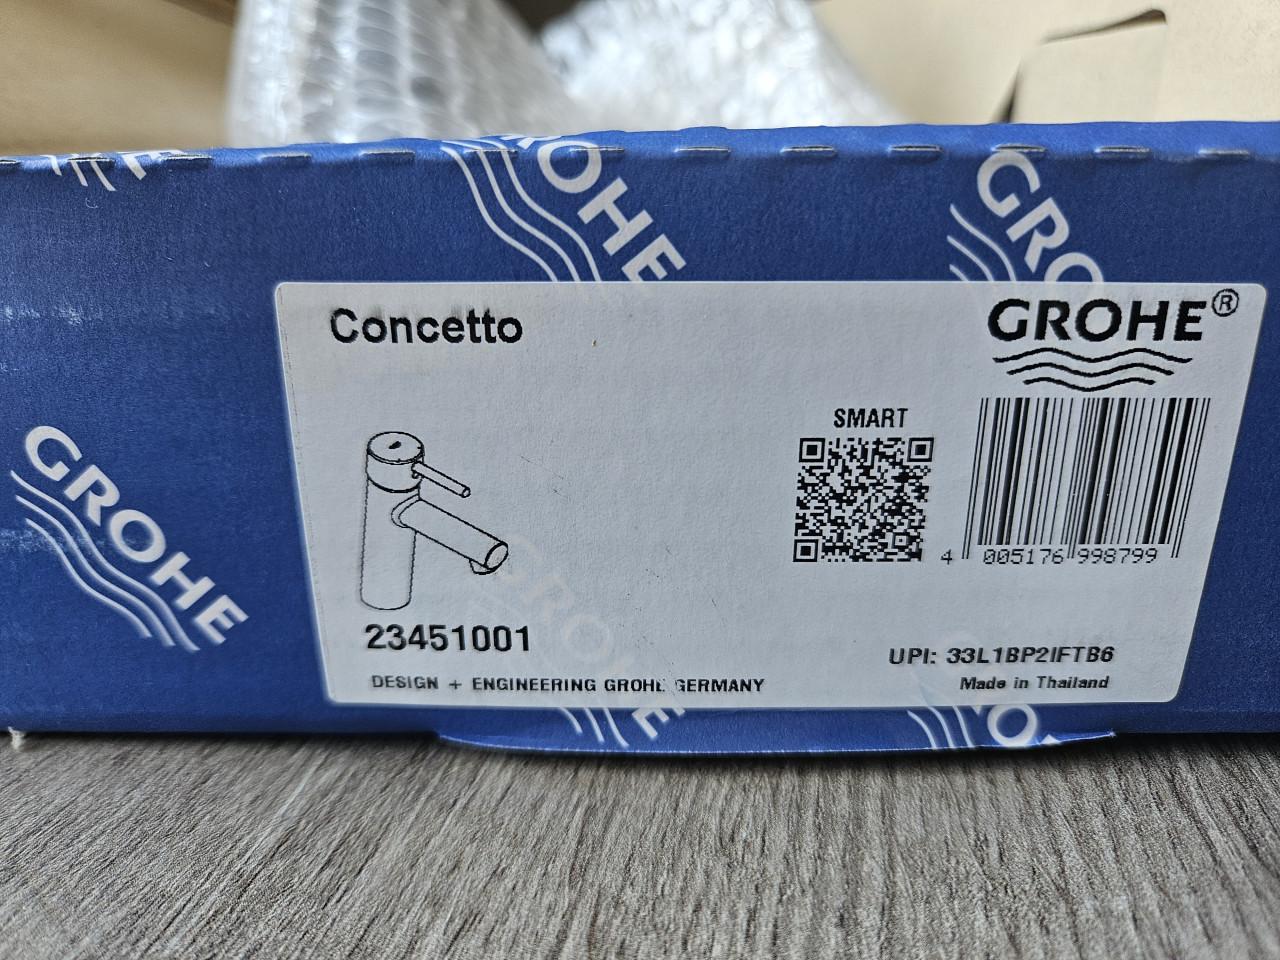 GROHE
GROHE
GROHE
Concetto
GROHE®
SMART
4 005176 998799
23451001
UPI: 33L1BP2IFTB6
DESIGN + ENGINEERING GROHE GERMANY
Made in Thailand